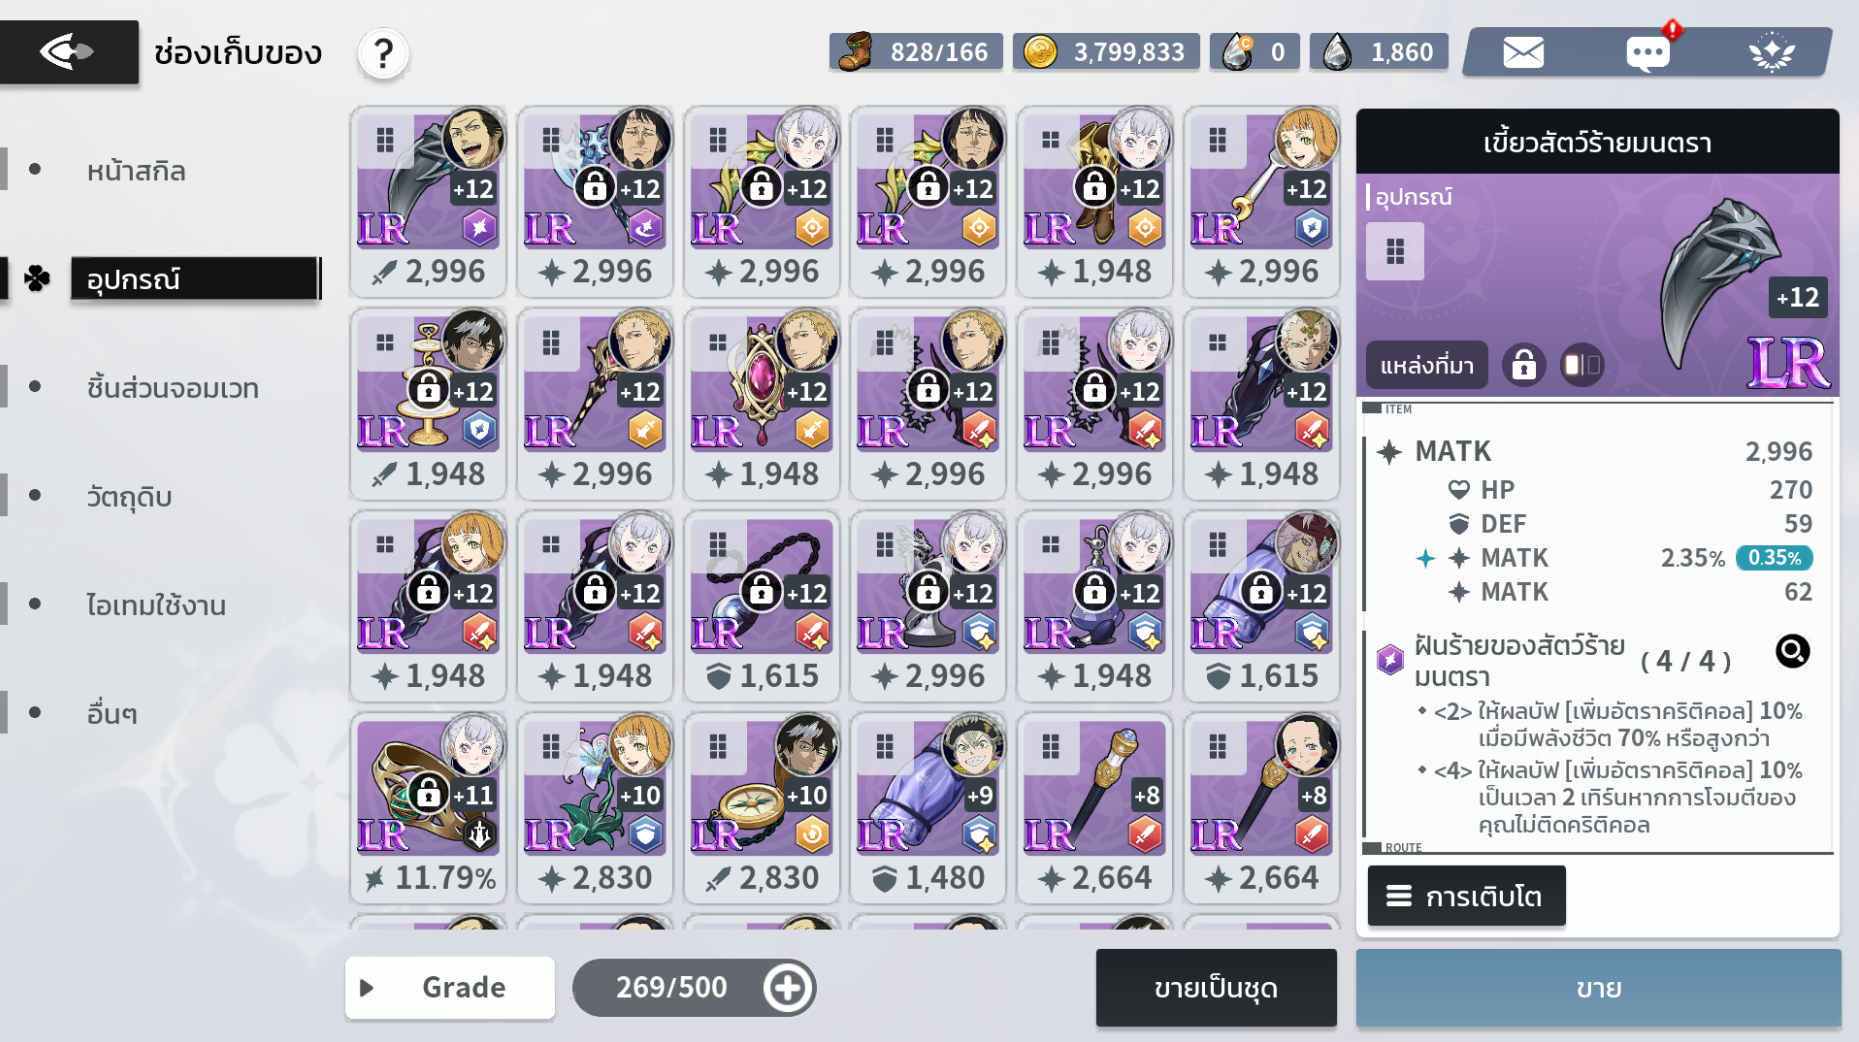 ช่องเก็บของ
?
828/166
3,799,833
0
1,860
หน้าสกิล
อุปกรณ์
ชิ้นส่วนจอมเวท
วัตถุดิบ
ไอเทมใช้งาน
อื่นๆ
+12 +12 +12 +12 +12 +12
LR LR LR LR LR LR
2,996 2,996 2,996 2,996 1,948 2,996
+12 +12 +12 +12 +12 +12
LR LR LR LR LR LR
1,948 2,996 1,948 2,996 2,996 1,948
+12 +12 +12 +12 +12 +12
LR LR LR LR LR LR
1,948 1,948 1,615 2,996 1,948 1,615
+11 +10 +10 +9 +8 +8
LR LR LR LR LR LR
11.79% 2,830 2,830 1,480 2,664 2,664
Grade
269/500
ขายเป็นชุด
เขี้ยวสัตว์ร้ายมนตรา
อุปกรณ์
+12
LR
แหล่งที่มา
ITEM
MATK 2,996
HP 270
DEF 59
MATK 2.35% 0.35%
MATK 62
ฝันร้ายของสัตว์ร้าย
มนตรา
( 4 / 4 )
<2> ให้ผลบัฟ [เพิ่มอัตราคริติคอล] 10%
เมื่อมีพลังชีวิต 70% หรือสูงกว่า
<4> ให้ผลบัฟ [เพิ่มอัตราคริติคอล] 10%
เป็นเวลา 2 เทิร์นหากการโจมตีของ
คุณไม่ติดคริติคอล
ROUTE
การเติบโต
ขาย